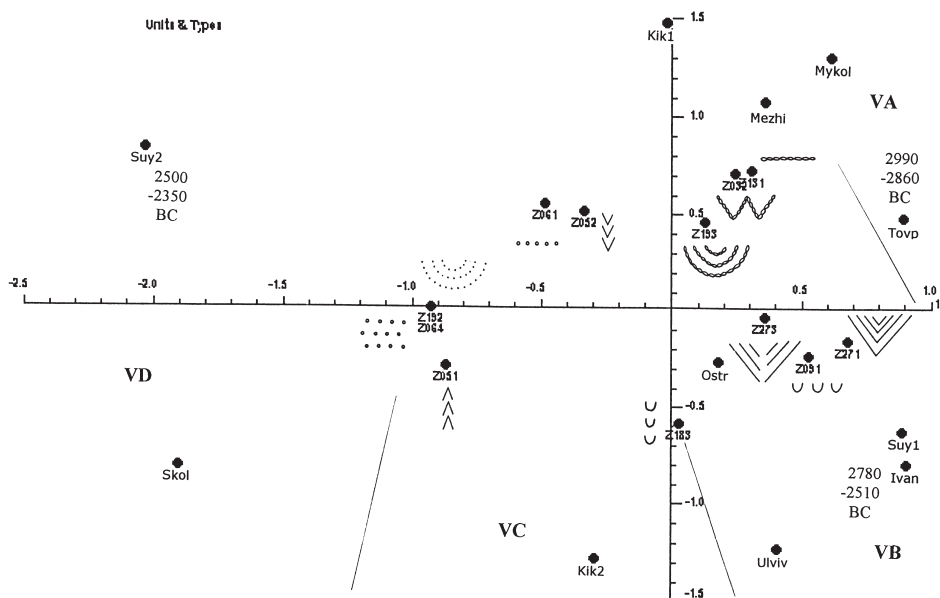 Units & Types
1.5
Kik1
Mykol
VA
Mezhi
1.0
Suy2
2990
-2860
BC
2500
-2350
BC
Z032
Z131
Tovp
Z061
Z052
0.5
Z193
-2.5
-2.0
-1.5
-1.0
-0.5
0.5
1.0
1
Z192
Z064
Z273
Z271
VD
Z051
Ostr
Z091
-0.5
Z183
Suy1
Skol
2780
-2510
BC
Ivan
-1.0
VC
VB
Kik2
Ulviv
-1.5